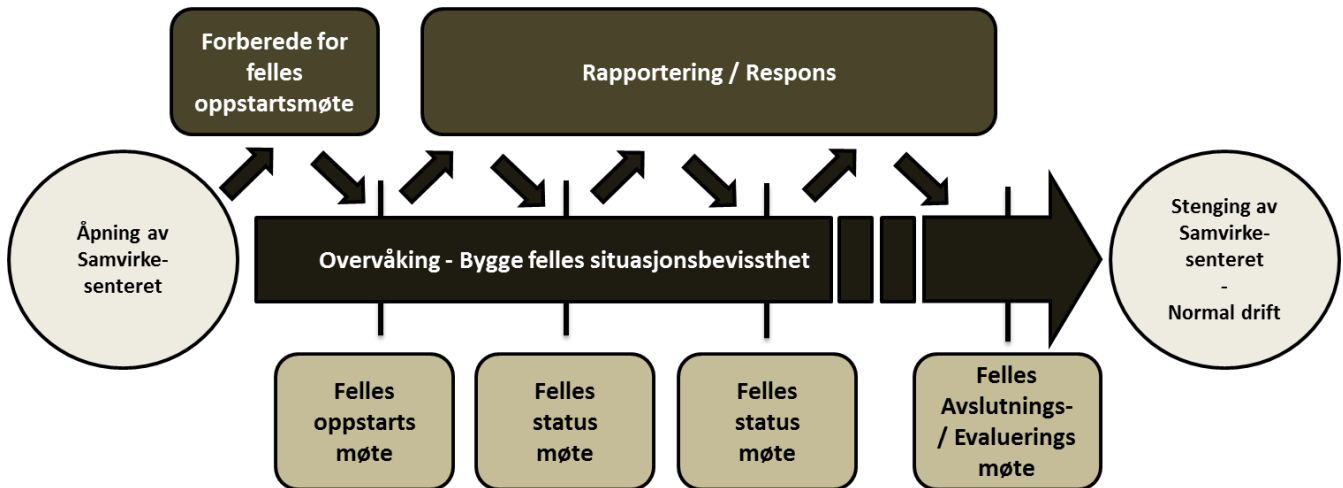 Forberede for
felles
oppstartsmøte
Rapportering / Respons
Åpning av
Samvirke-
senteret
Overvåking - Bygge felles situasjonsbevissthet
Stenging av
Samvirke-
senteret
-
Normal drift
Felles
oppstarts
møte
Felles
status
møte
Felles
status
møte
Felles
Avslutnings-
/ Evaluerings
møte